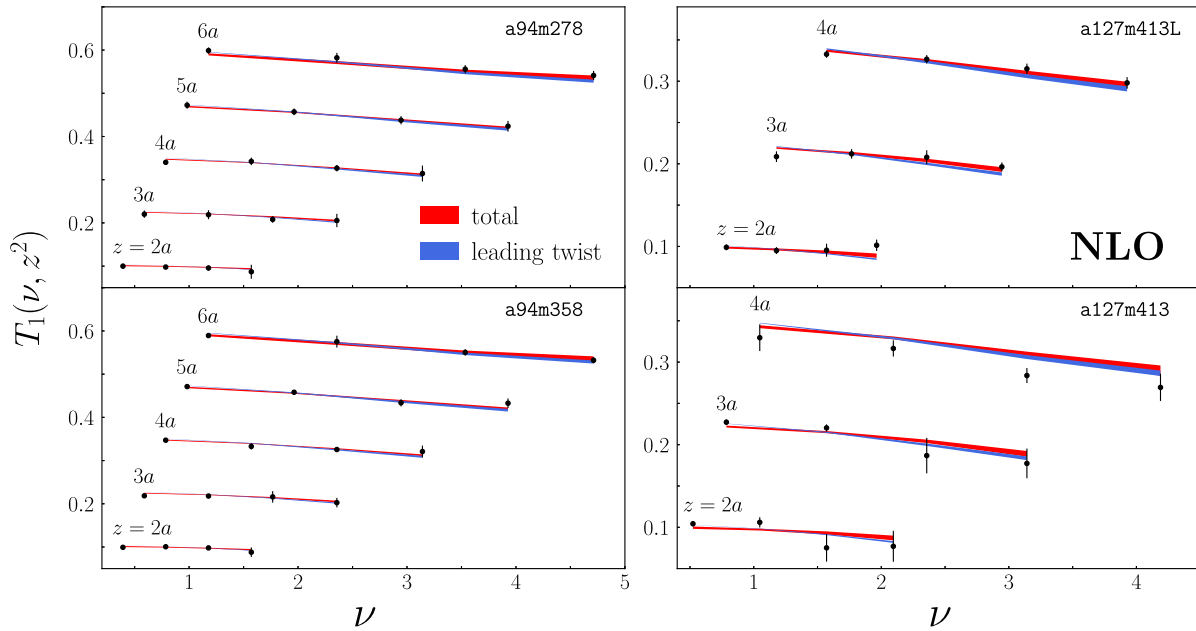 T₁(ν, z²)
a94m278
6a
5a
4a
3a
z = 2a
0.6
0.4
0.2
total
leading twist
a127m413L
4a
3a
z = 2a
0.3
0.2
0.1
NLO
a94m358
6a
5a
4a
3a
z = 2a
0.6
0.4
0.2
1 2 3 4 5
ν
a127m413
4a
3a
z = 2a
0.3
0.2
0.1
1 2 3 4
ν